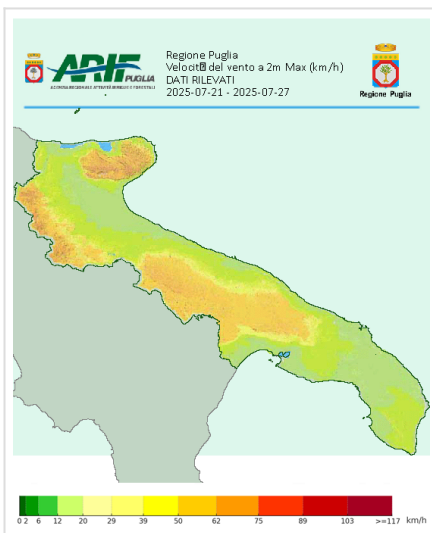 ARIF PUGLIA
Regione Puglia
Velocit� del vento a 2m Max (km/h)
DATI RILEVATI
2025-07-21 - 2025-07-27
Regione Puglia
0 2 6 12 20 29 39 50 62 75 89 103 >=117 km/h